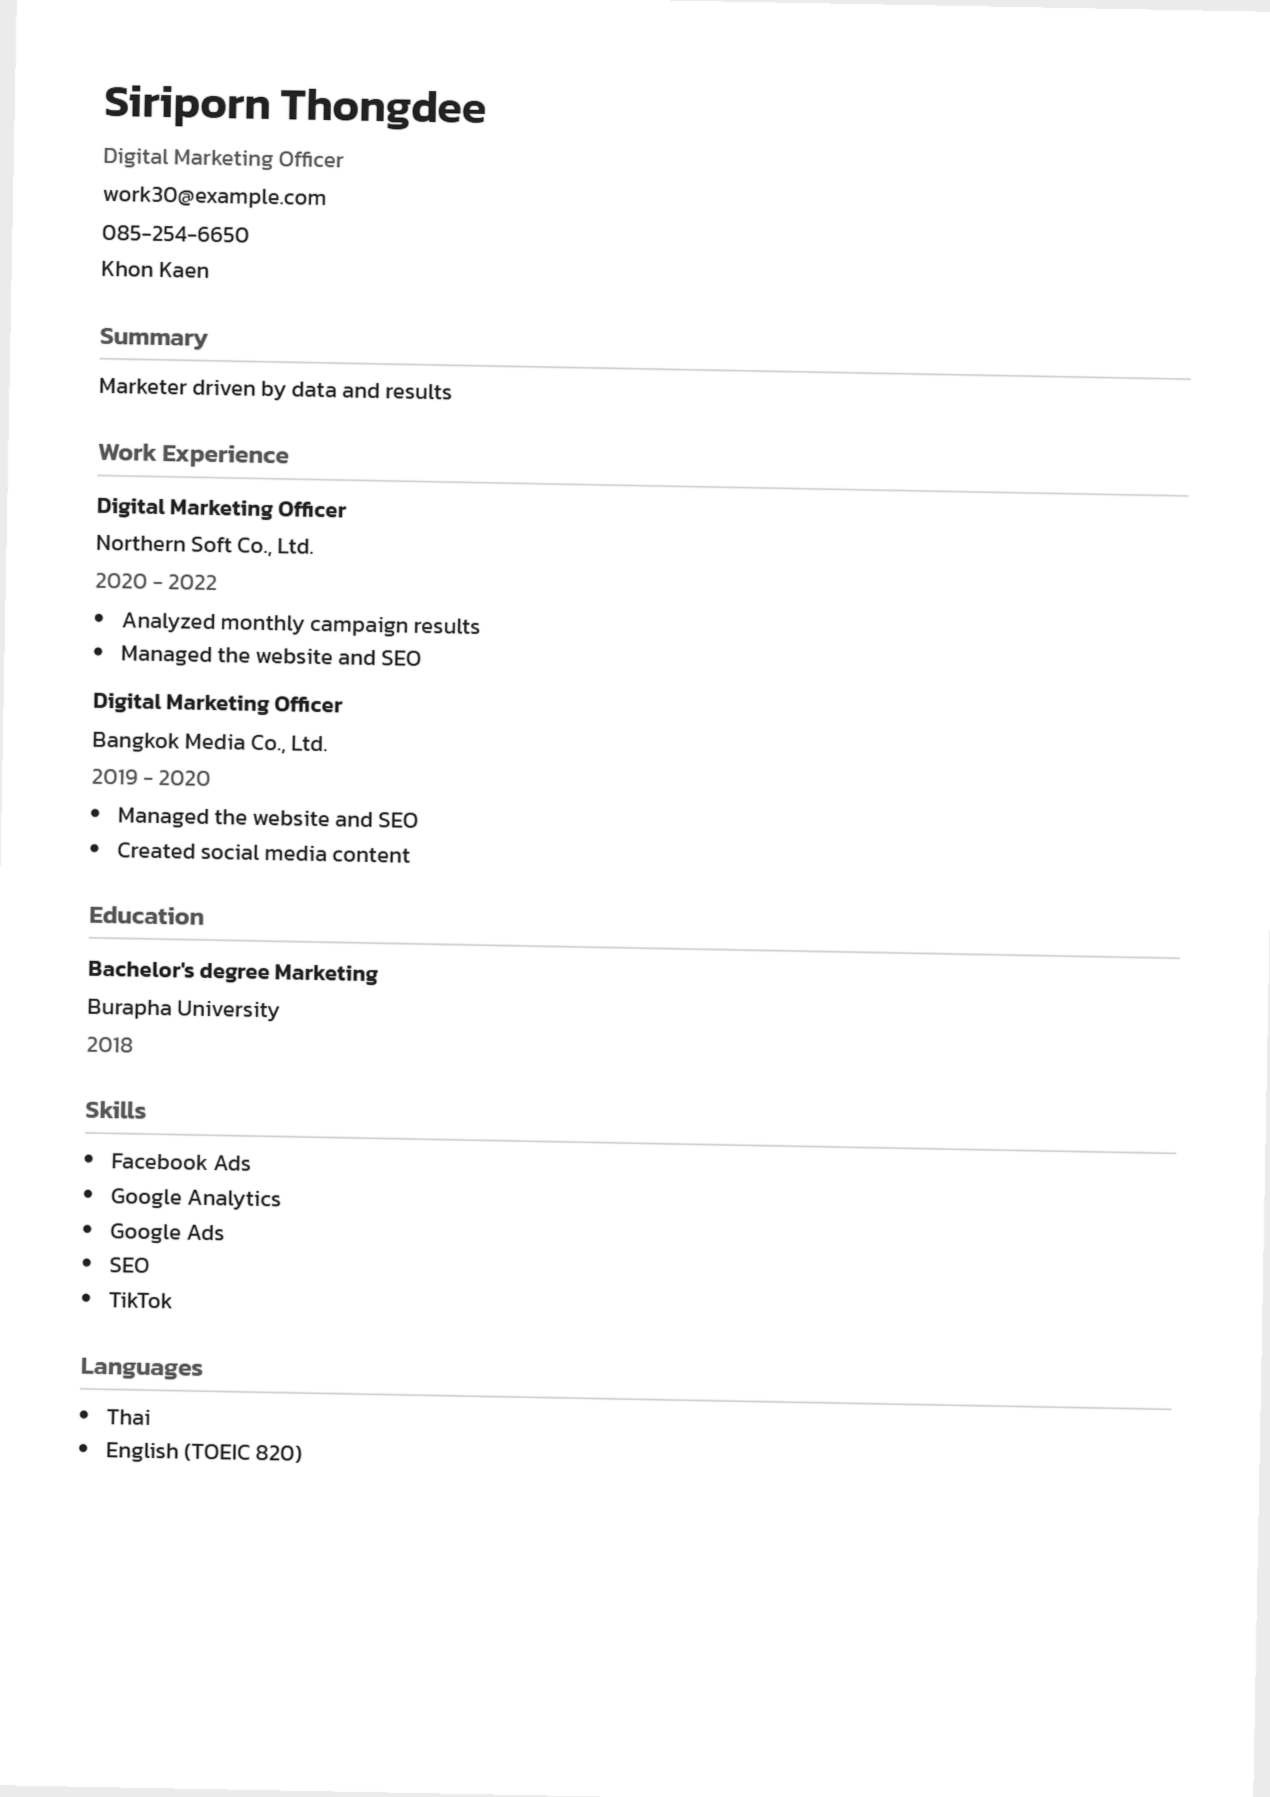 Siriporn Thongdee
Digital Marketing Officer
work30@example.com
085-254-6650
Khon Kaen
Summary
Marketer driven by data and results
Work Experience
Digital Marketing Officer
Northern Soft Co., Ltd.
2020 – 2022
• Analyzed monthly campaign results
• Managed the website and SEO
Digital Marketing Officer
Bangkok Media Co., Ltd.
2019 – 2020
• Managed the website and SEO
• Created social media content
Education
Bachelor's degree Marketing
Burapha University
2018
Skills
• Facebook Ads
• Google Analytics
• Google Ads
• SEO
• TikTok
Languages
• Thai
• English (TOEIC 820)